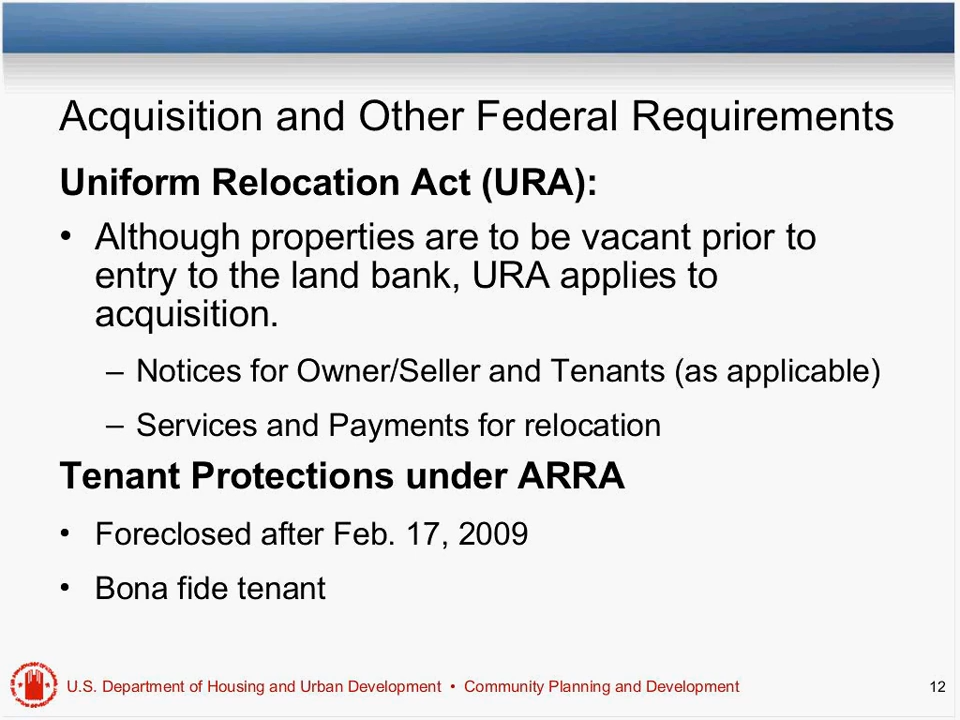 Acquisition and Other Federal Requirements
Uniform Relocation Act (URA):
• Although properties are to be vacant prior to
entry to the land bank, URA applies to
acquisition.
– Notices for Owner/Seller and Tenants (as applicable)
– Services and Payments for relocation
Tenant Protections under ARRA
• Foreclosed after Feb. 17, 2009
• Bona fide tenant
U.S. Department of Housing and Urban Development • Community Planning and Development 12